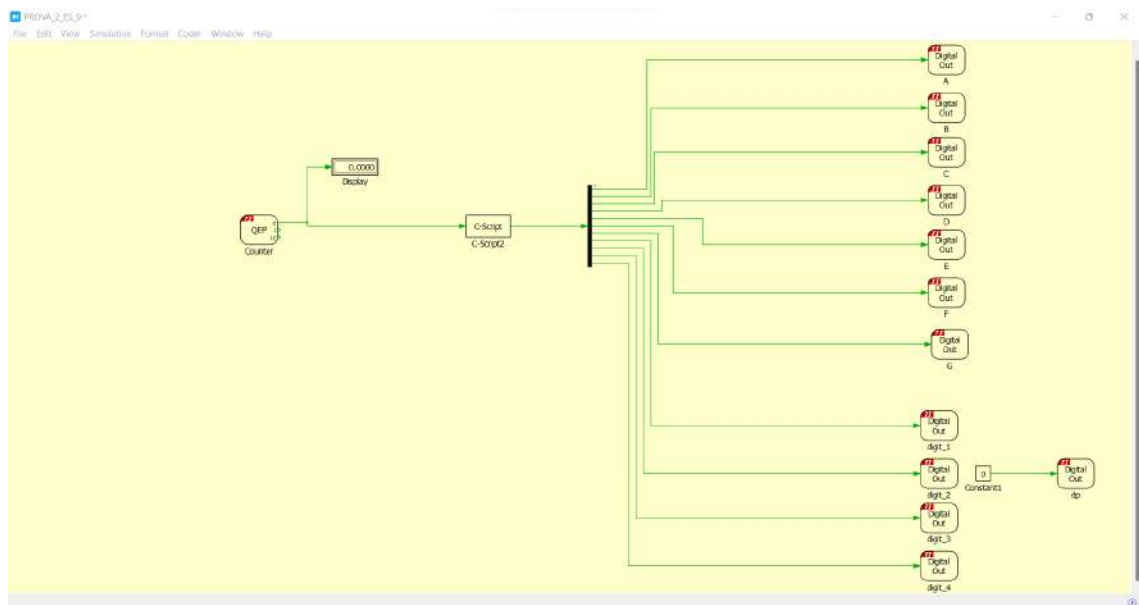 PROVA_2_ES_9*
File Edit View Simulation Format Coder Window Help
Digital
Out
A
Digital
Out
B
Digital
Out
C
Digital
Out
D
Digital
Out
E
Digital
Out
F
Digital
Out
G
0.0000
Display
QEP
Counter
C-Script
C-Script2
Digital
Out
digit_1
Digital
Out
digit_2
0
Constant1
Digital
Out
dp
Digital
Out
digit_3
Digital
Out
digit_4